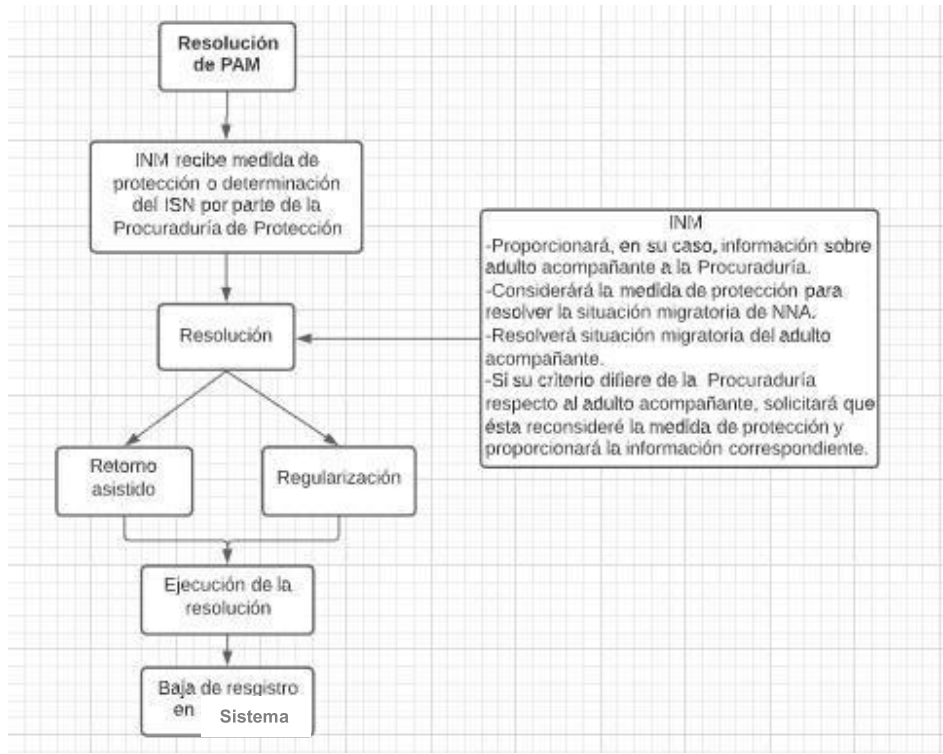 Resolución
de PAM
INM recibe medida de
protección o determinación
del ISN por parte de la
Procuraduría de Protección
INM
-Proporcionará, en su caso, información sobre
adulto acompañante a la Procuraduría.
-Considerárá la medida de protección para
resolver la situación migratoria de NNA.
-Resolverá situación migratoria del adulto
acompañante.
-Si su criterio difiere de la Procuraduría
respecto al adulto acompañante, solicitará que
ésta reconsideré la medida de protección y
proporcionará la información correspondiente.
Resolución
Retorno
asistido
Regularización
Ejecución de la
resolución
Baja de resgistro
en Sistema